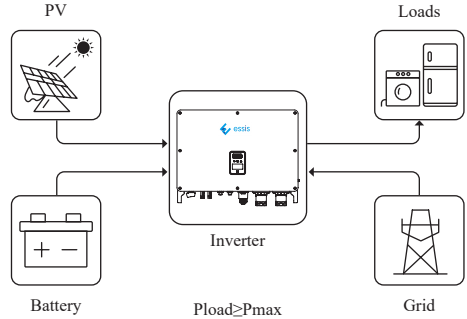 PV
Loads
essis
Inverter
Battery
Pload≥Pmax
Grid